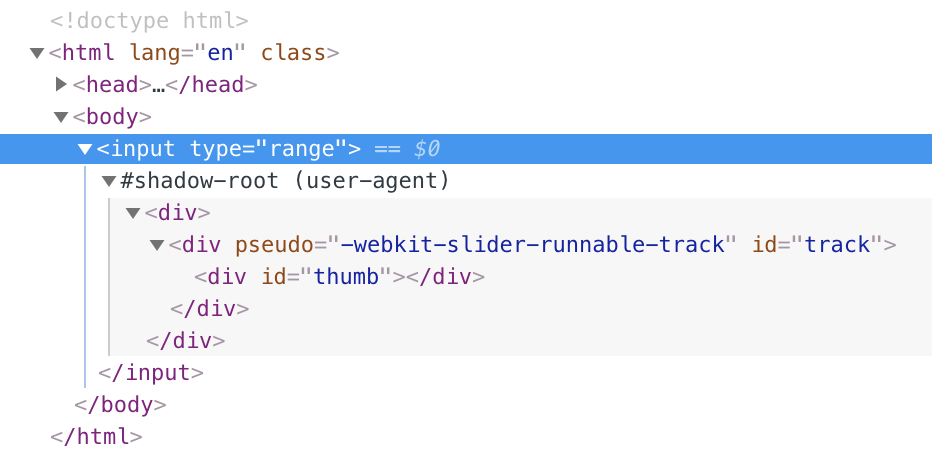 <!doctype html>
<html lang="en" class>
<head>…</head>
<body>
<input type="range"> == $0
#shadow-root (user-agent)
<div>
<div pseudo="-webkit-slider-runnable-track" id="track">
<div id="thumb"></div>
</div>
</div>
</input>
</body>
</html>